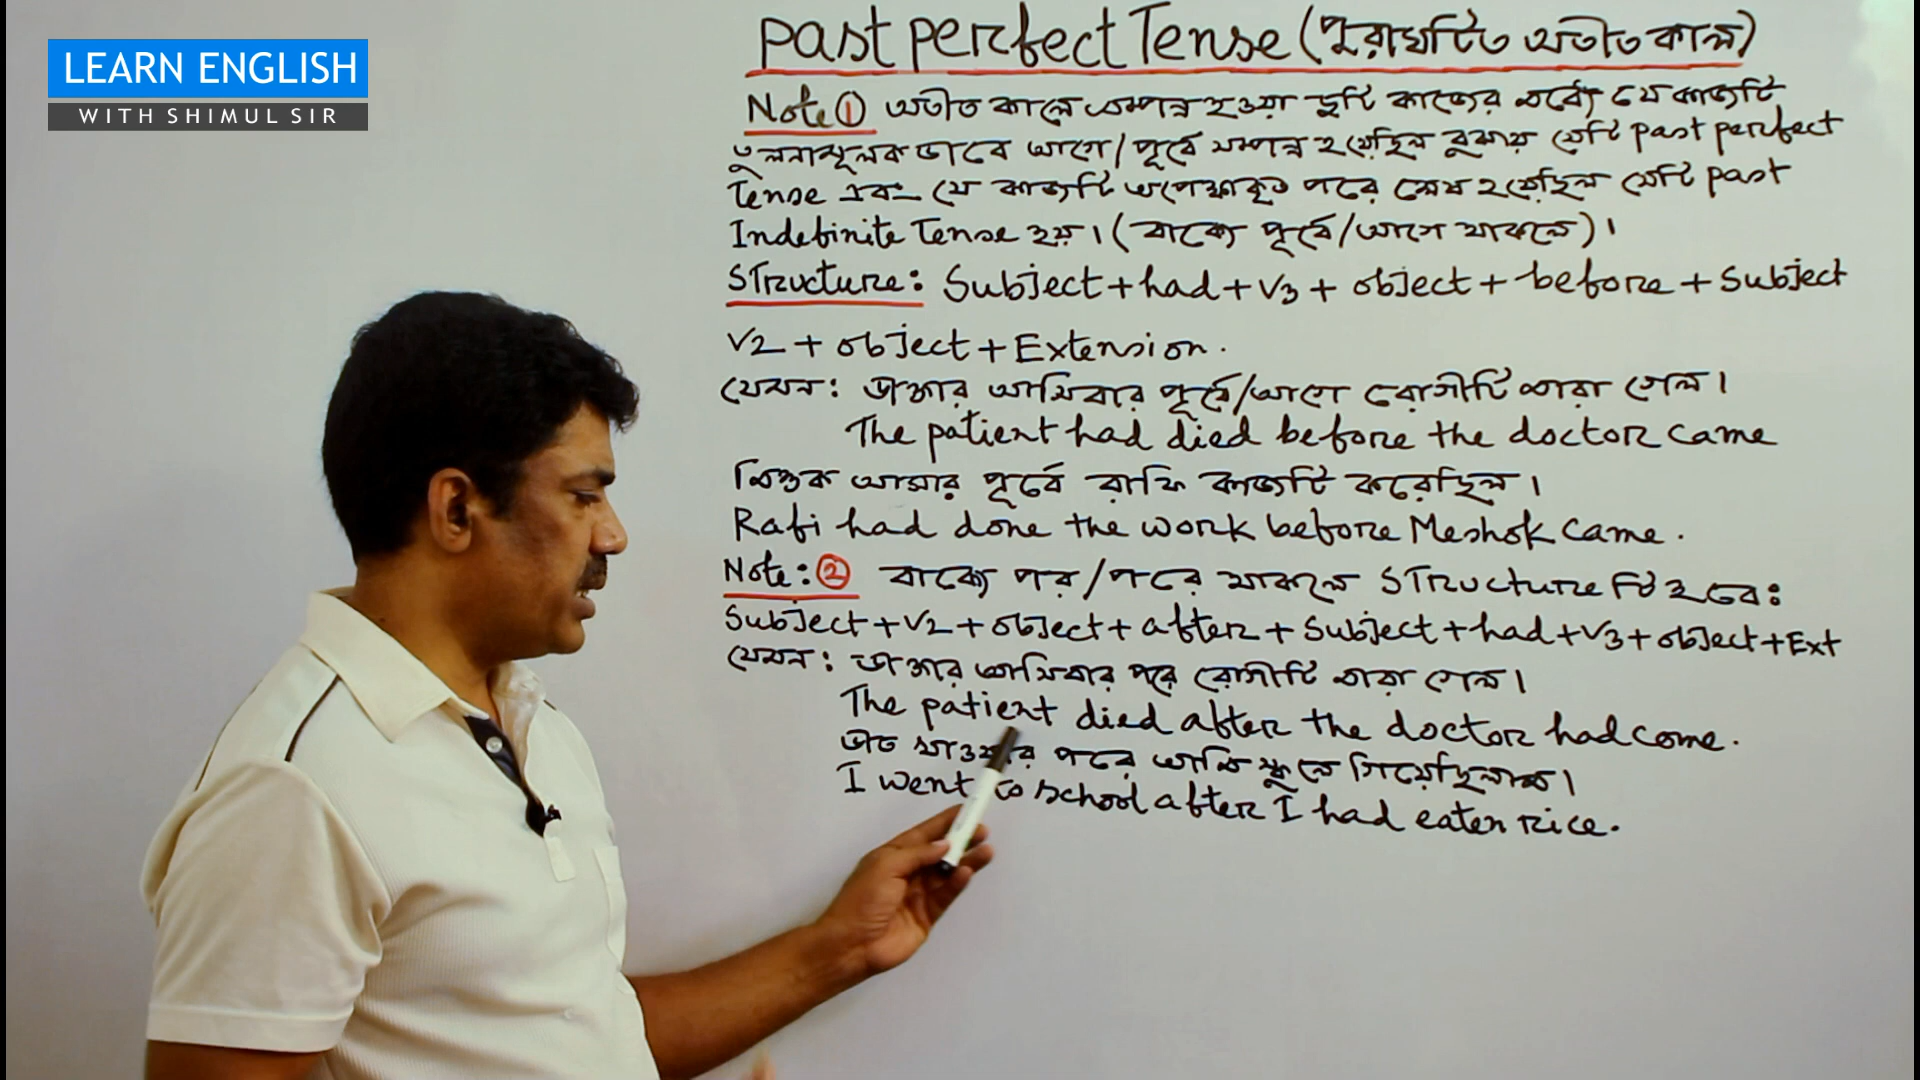 LEARN ENGLISH
WITH SHIMUL SIR
Past Perfect Tense (পুরাঘটিত অতীত কাল)
Note ① অতীত কালে সম্পন্ন হওয়া দুটি কাজের মধ্যে যে কাজটি
তুলনামূলক ভাবে আগে/পূর্বে সম্পন্ন হয়েছিল বুঝায় সেটি past perfect
Tense এবং যে কাজটি অপেক্ষাকৃত পরে শেষ হয়েছিল সেটি past
Indefinite Tense হয়। (বাক্যে পূর্বে/আগে থাকলে)।
Structure: Subject+had+V3+object+before+Subject
V2+object+Extension.
যেমন: ডাক্তার আসিবার পূর্বে/আগে রোগীটি মারা গেল।
The patient had died before the doctor came
মিশুক আসার পূর্বে রাফি কাজটি করেছিল।
Rafi had done the work before Meshok came.
Note: ② বাক্যে পর/পরে থাকলে Structure টি হবে:
Subject+V2+object+after+Subject+had+V3+object+Ext
যেমন: ডাক্তার আসিবার পরে রোগীটি মারা গেল।
The patient died after the doctor had come.
ভাত খাওয়ার পরে আমি স্কুলে গিয়েছিলাম।
I went to school after I had eaten rice.